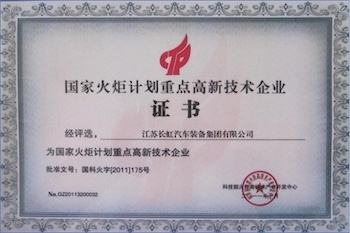 国家火炬计划重点高新技术企业
证书
经评选， 江苏长虹汽车装备集团有限公司
为国家火炬计划重点高新技术企业
批准文号：国科火字[2011]175号
No.GZ20113200032